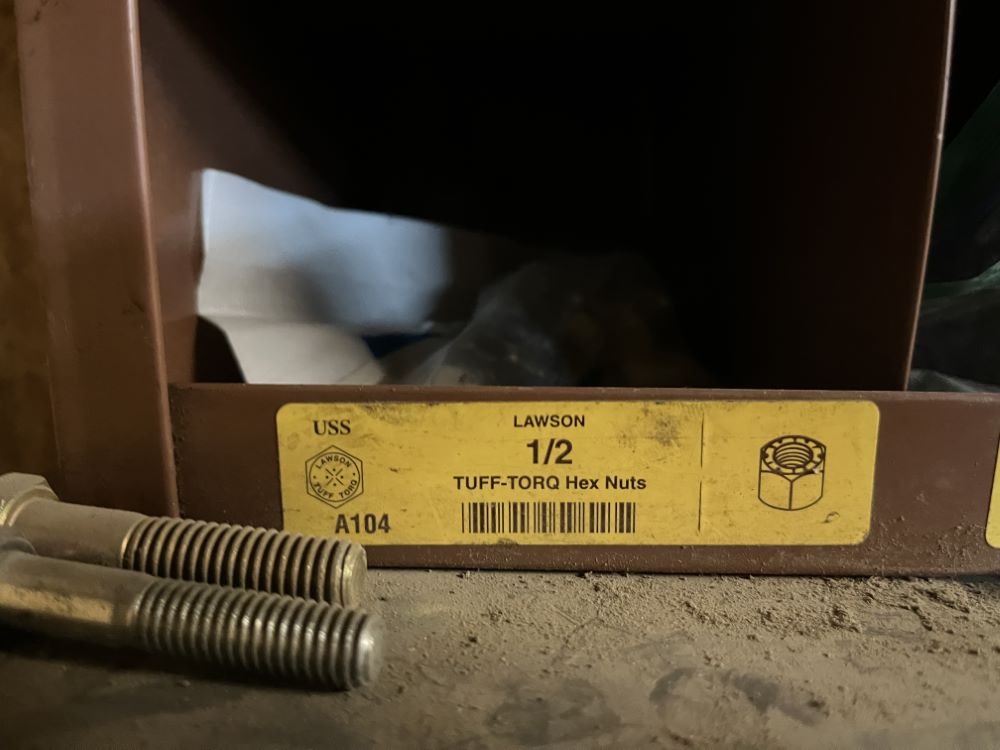 USS
LAWSON
TUFF TORQ
A104
LAWSON
1/2
TUFF-TORQ Hex Nuts